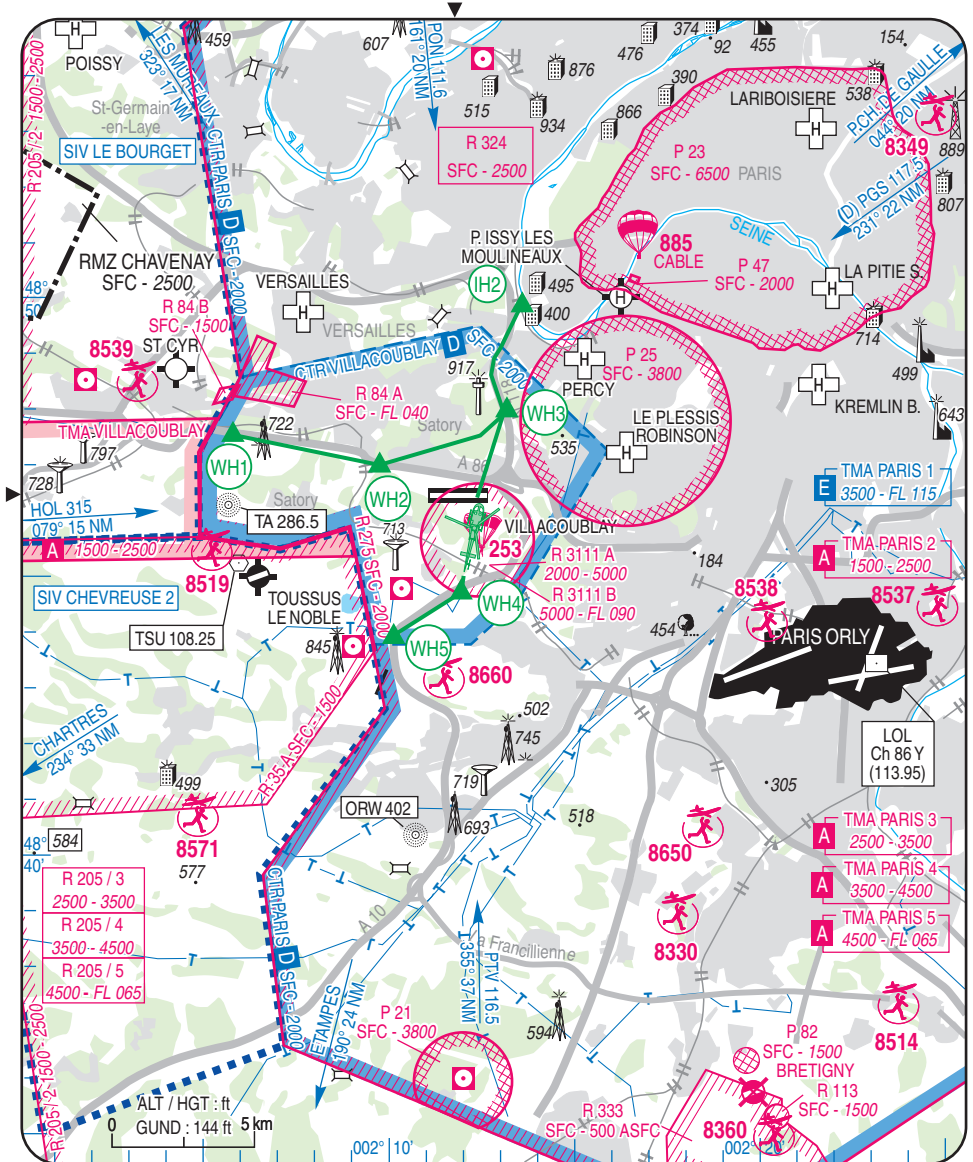 459
607
476
374
92
455
154
POISSY
LES MUREAUX
323° 17 NM
PON 111.6
161° 20 NM
876
515
934
866
390
538
P.CH. DE GAULLE
044° 20 NM
8349
889
807
LARIBOISIERE
St-Germain
-en-Laye
SIV LE BOURGET
CTR PARIS D SFC - 2000
R 205 / 2 - 1500 - 2500
R 324
SFC - 2500
P 23
SFC - 6500
PARIS
(D) PGS 117.5
231° 22 NM
SEINE
RMZ CHAVENAY
SFC - 2500
P. ISSY LES
MOULINEAUX
885
CABLE
P 47
SFC - 2000
LA PITIE S.
VERSAILLES
IH2
495
400
48°
50'
R 84 B
SFC - 1500
ST CYR
8539
VERSAILLES
CTR VILLACOUBLAY D SFC 2000
917
P 25
SFC - 3800
PERCY
714
499
R 84 A
SFC - FL 040
KREMLIN B.
643
TMA VILLACOUBLAY
722
Satory
WH3
535
LE PLESSIS
ROBINSON
797
728
WH1
WH2
A 86
HOL 315
079° 15 NM
Satory
TA 286.5
713
VILLACOUBLAY
253
TMA PARIS 1
E 3500 - FL 115
A 1500 - 2500
8519
R 275 SFC - 2000
R 3111 A
2000 - 5000
R 3111 B
5000 - FL 090
184
TMA PARIS 2
A 1500 - 2500
8538
8537
SIV CHEVREUSE 2
TOUSSUS
LE NOBLE
WH4
TSU 108.25
845
454
PARIS ORLY
WH5
8660
CHARTRES
234° 33 NM
R 35 A SFC - 1500
502
745
LOL
Ch 86 Y
(113.95)
499
719
305
ORW 402
693
518
8571
8650
TMA PARIS 3
A 2500 - 3500
48°
40'
584
577
TMA PARIS 4
A 3500 - 4500
R 205 / 3
2500 - 3500
R 205 / 4
3500 - 4500
R 205 / 5
4500 - FL 065
CTR PARIS D SFC - 2000
A 10
8330
TMA PARIS 5
A 4500 - FL 065
la Francillienne
PTV 116.5
355° 37 NM
ETAMPES
190° 24 NM
P 21
SFC - 3800
594
8514
P 82
SFC - 1500
BRETIGNY
R 205 / 2 - 1500 - 2500
ALT / HGT : ft
GUND : 144 ft
0
5 km
R 333
SFC - 500 ASFC
R 113
SFC - 1500
8360
002° 10'
002° 20'